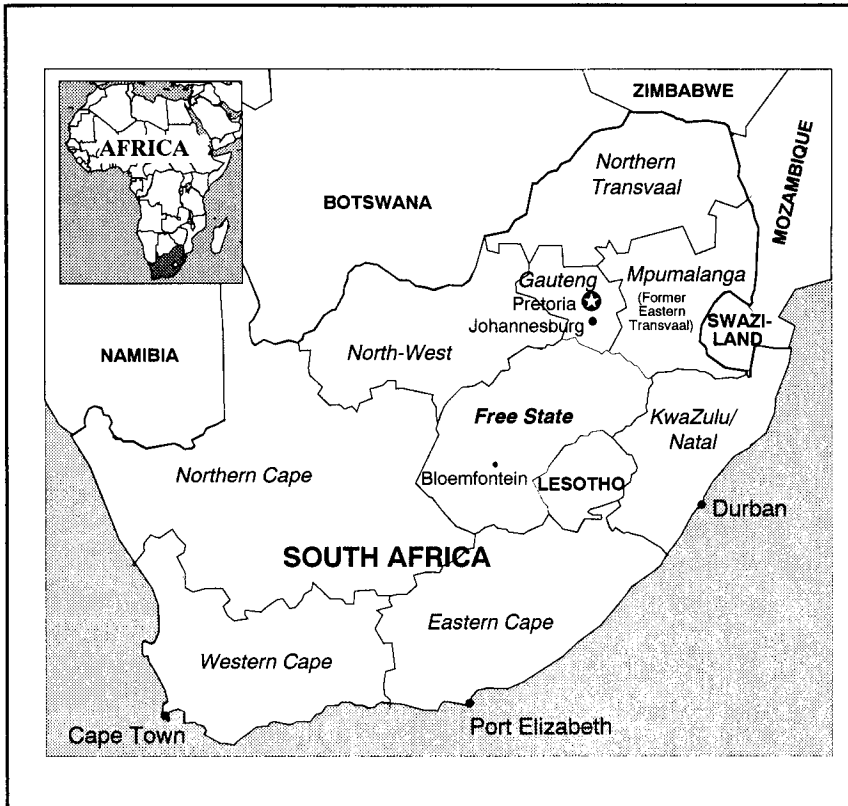 AFRICA
ZIMBABWE
MOZAMBIQUE
Northern
Transvaal
BOTSWANA
Gauteng
Pretoria
Johannesburg
Mpumalanga
(Former
Eastern
Transvaal)
SWAZI-
LAND
NAMIBIA
North-West
Free State
KwaZulu/
Natal
Northern Cape
Bloemfontein
LESOTHO
Durban
SOUTH AFRICA
Eastern Cape
Western Cape
Cape Town
Port Elizabeth